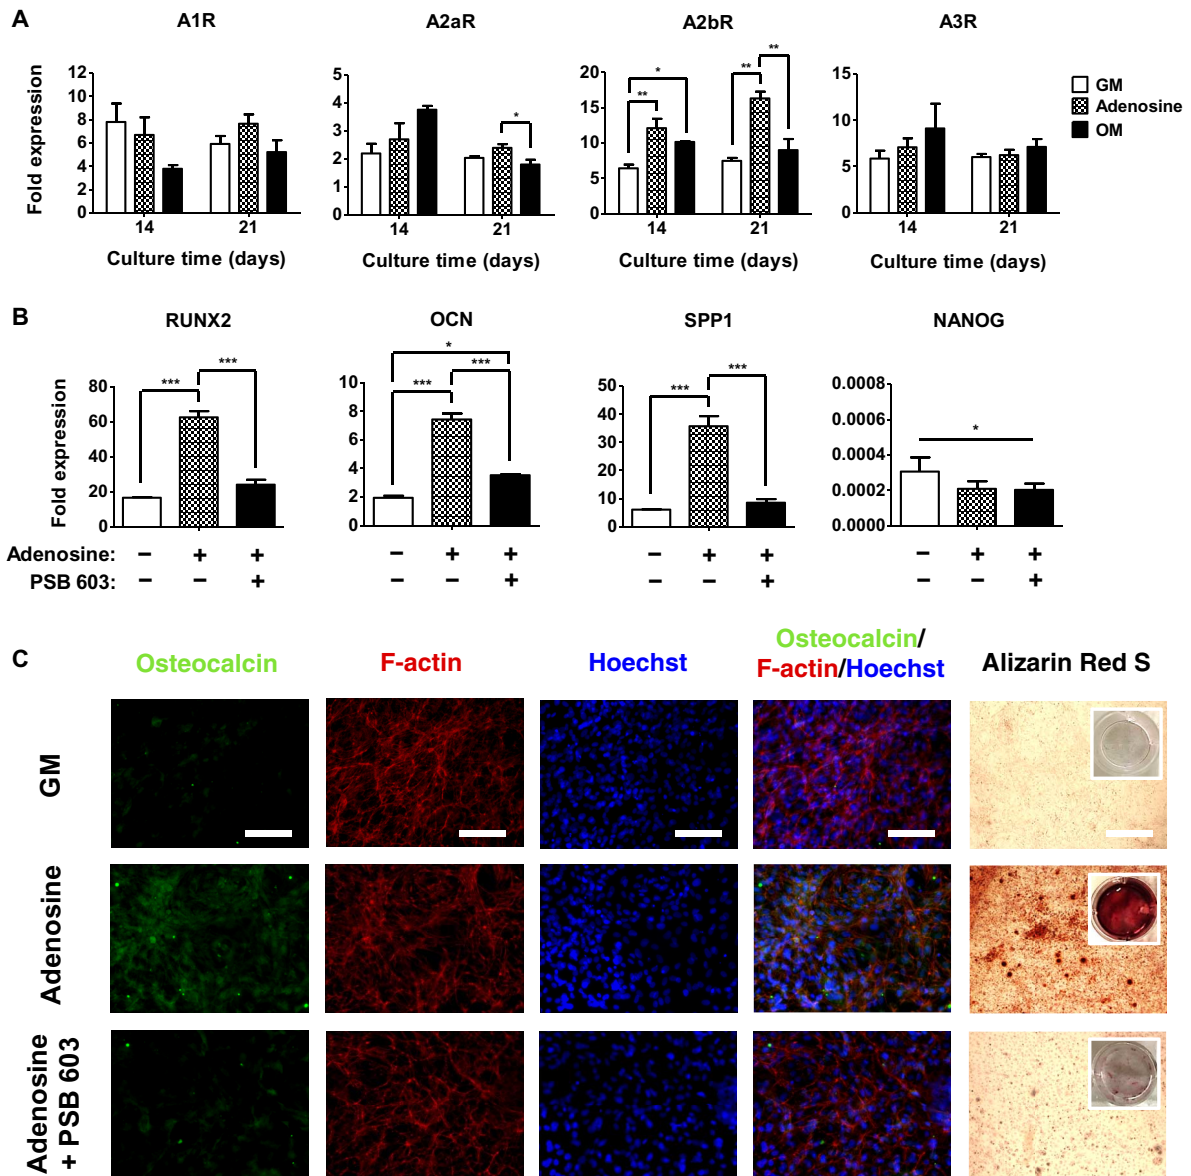 A
A1R
A2aR
A2bR
A3R
Fold expression
12
10
8
6
4
2
0
14
21
Culture time (days)
5
4
3
2
1
0
*
14
21
Culture time (days)
20
15
10
5
0
*
**
**
**
14
21
Culture time (days)
15
10
5
0
14
21
Culture time (days)
GM
Adenosine
OM
B
RUNX2
OCN
SPP1
NANOG
Fold expression
80
60
40
20
0
***
***
10
8
6
4
2
0
*
***
***
50
40
30
20
10
0
***
***
0.0008
0.0006
0.0004
0.0002
0.0000
*
Adenosine: − + + − + + − + + − + +
PSB 603: − − + − − + − − + − − +
C
Osteocalcin
F-actin
Hoechst
Osteocalcin/
F-actin/Hoechst
Alizarin Red S
GM
Adenosine
Adenosine
+ PSB 603